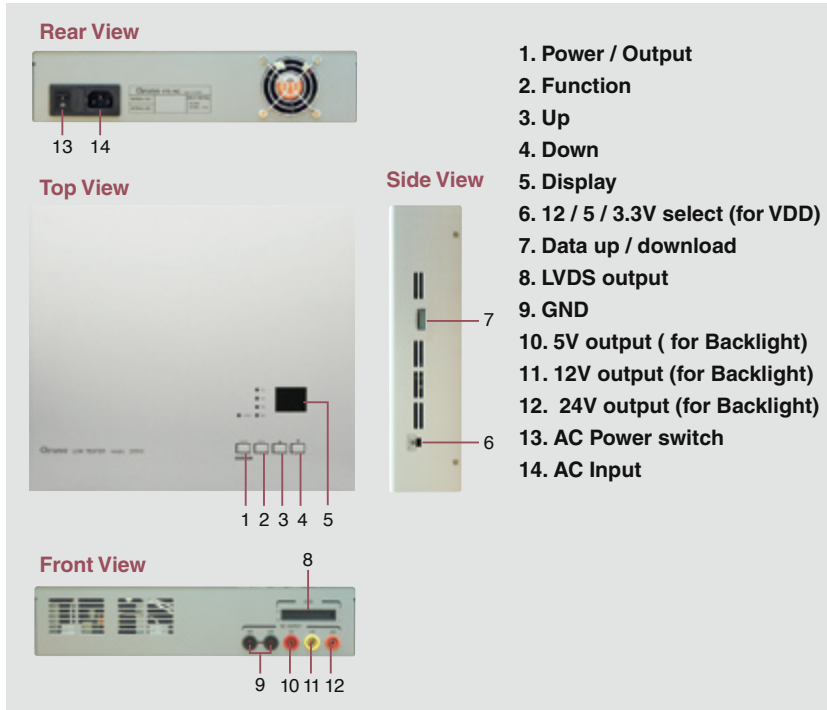 Rear View
13 14
Top View
1 2 3 4 5
Side View
7
6
Front View
8
9 10 11 12
1. Power / Output
2. Function
3. Up
4. Down
5. Display
6. 12 / 5 / 3.3V select (for VDD)
7. Data up / download
8. LVDS output
9. GND
10. 5V output ( for Backlight)
11. 12V output (for Backlight)
12. 24V output (for Backlight)
13. AC Power switch
14. AC Input